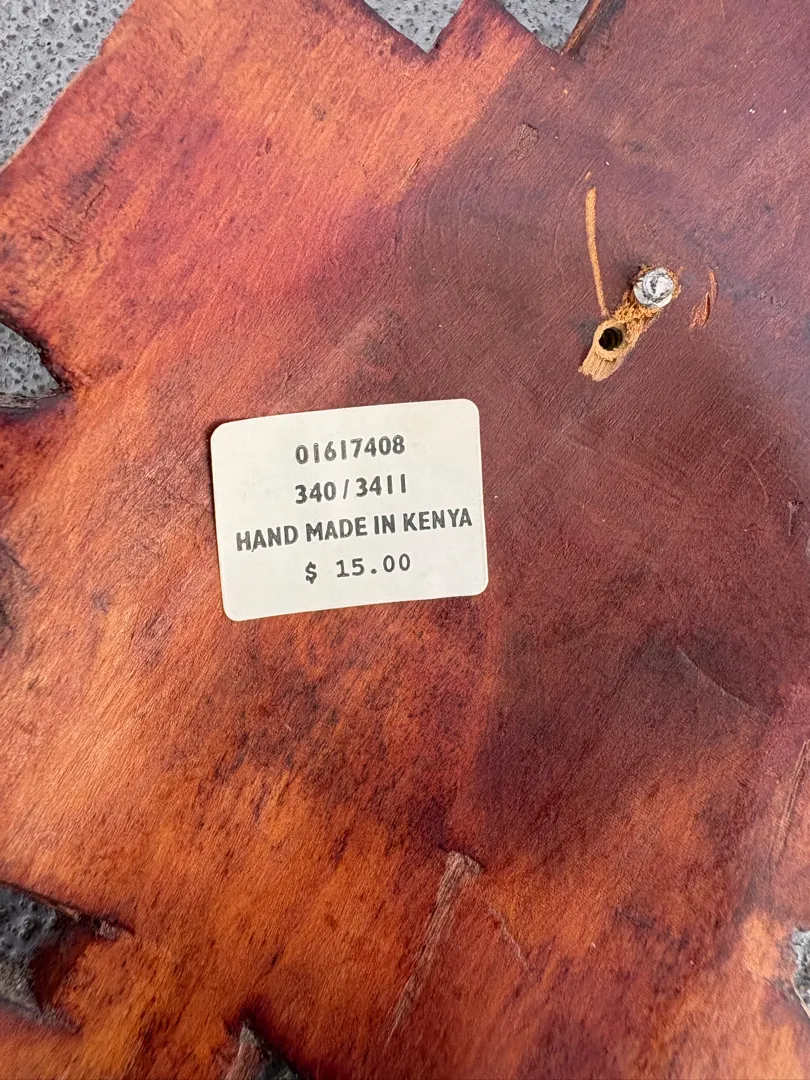 01617408
340/3411
HAND MADE IN KENYA
$ 15.00